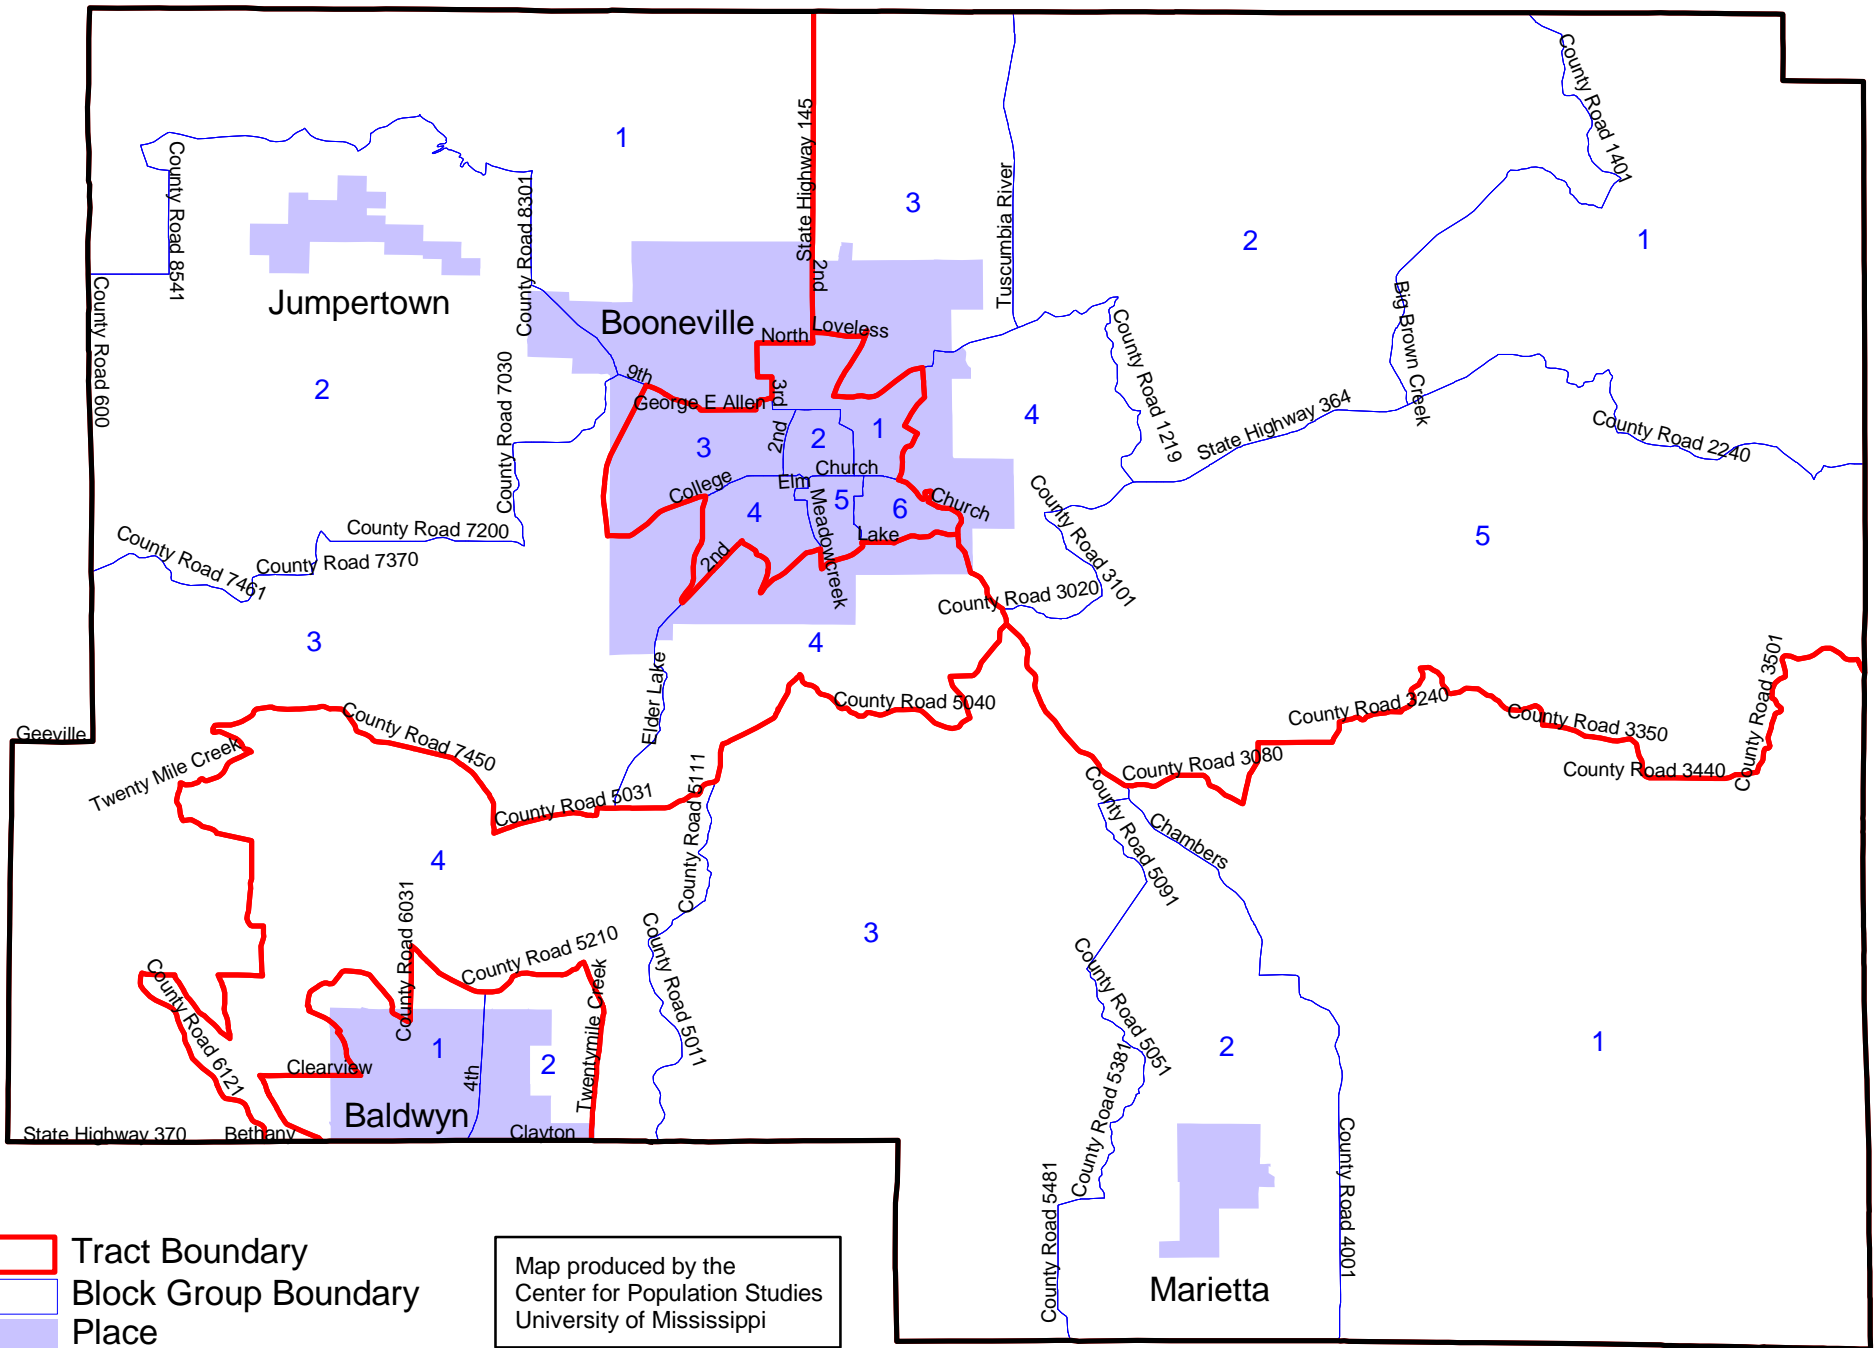 County Road 1401
1
State Highway 145
County Road 8541
County Road 8301
3
Tuscumbia River
2
1
2nd
County Road 600
Jumpertown
Booneville
North
Loveless
Big Brown Creek
County Road 1219
9th
2
County Road 7030
George E Allen
3rd
4
State Highway 364
County Road 2240
3
2nd
2
1
Church
College
Elm
Meadowcreek
4
5
6
Church
County Road 3101
Lake
5
County Road 7200
County Road 7461
County Road 7370
2nd
County Road 3020
3
4
Elder Lake
County Road 3501
County Road 5040
County Road 3240
County Road 3350
Geeville
County Road 7450
Twenty Mile Creek
County Road 5111
County Road 3080
County Road 3440
County Road 5031
County Road 5091
Chambers
4
County Road 6031
County Road 5210
County Road 5011
3
County Road 5051
County Road 6121
Twentymile Creek
1
2
4th
Clearview
County Road 5381
2
1
Baldwyn
State Highway 370
Bethany
Clayton
County Road 5481
County Road 4001
Marietta
Tract Boundary
Block Group Boundary
Place
Map produced by the
Center for Population Studies
University of Mississippi